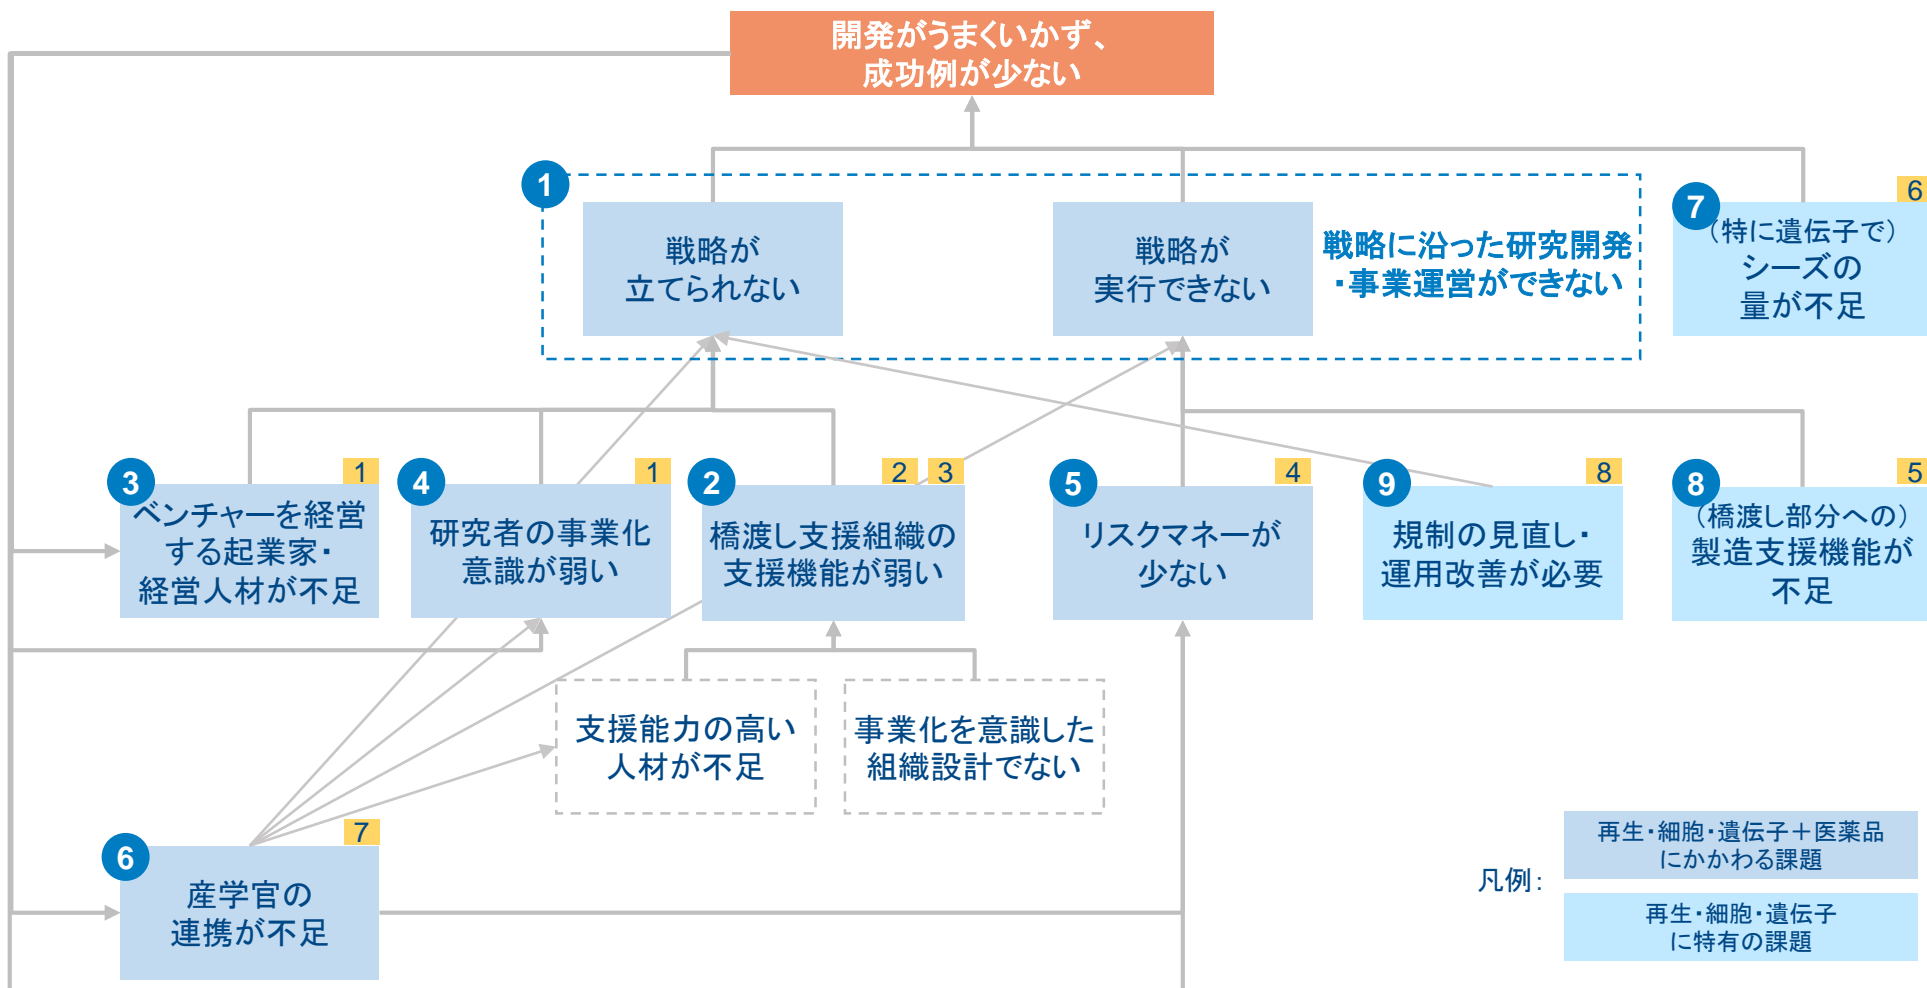 開発がうまくいかず、
成功例が少ない
1
戦略が
立てられない
戦略が
実行できない
戦略に沿った研究開発
・事業運営ができない
7
6
（特に遺伝子で）
シーズの
量が不足
3
1
ベンチャーを経営
する起業家・
経営人材が不足
4
1
研究者の事業化
意識が弱い
2
2
3
橋渡し支援組織の
支援機能が弱い
5
4
リスクマネーが
少ない
9
8
規制の見直し・
運用改善が必要
8
5
（橋渡し部分への）
製造支援機能が
不足
支援能力の高い
人材が不足
事業化を意識した
組織設計でない
6
7
産学官の
連携が不足
凡例：
再生・細胞・遺伝子＋医薬品
にかかわる課題
再生・細胞・遺伝子
に特有の課題